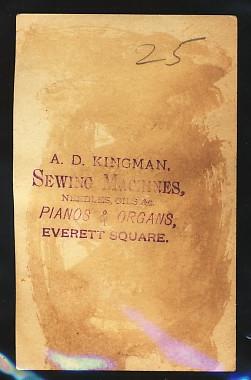 25
A. D. KINGMAN,
SEWING MACHINES,
NEEDLES, OILS &c.
PIANOS & ORGANS,
EVERETT SQUARE.